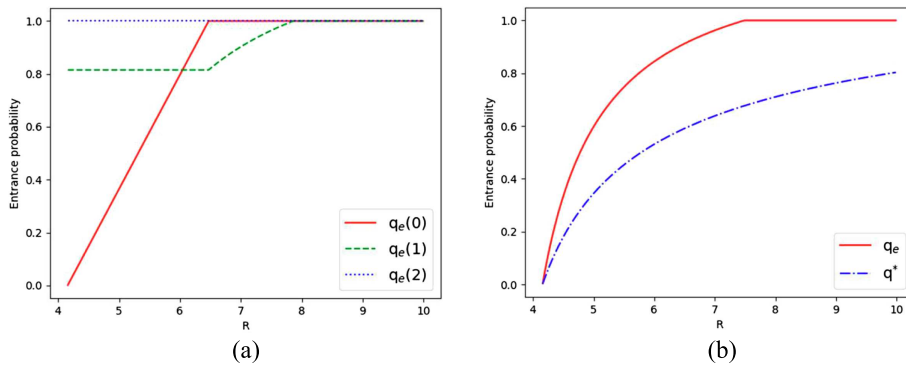 1.0
0.8
0.6
0.4
0.2
0.0
Entrance probability
4 5 6 7 8 9 10
R
qe(0)
qe(1)
qe(2)
(a)
1.0
0.8
0.6
0.4
0.2
0.0
Entrance probability
4 5 6 7 8 9 10
R
qe
q*
(b)